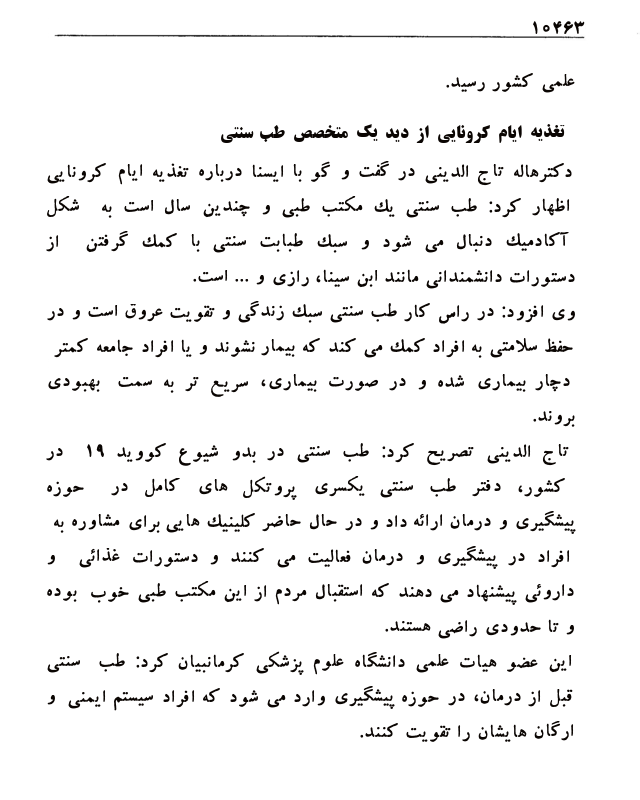 ۱۰۴۶۳
علمی کشور رسید.
تغذیه ایام کرونایی از دید یک متخصص طب سنتی
دکترهاله تاج الدینی در گفت و گو با ایسنا درباره تغذیه ایام کرونایی
اظهار کرد: طب سنتی یك مکتب طبی و چندین سال است به شکل
آکادمیك دنبال می شود و سبك طبابت سنتی با کمك گرفتن از
دستورات دانشمندانی مانند ابن سینا، رازی و ... است.
وی افزود: در راس کار طب سنتی سبك زندگی و تقویت عروق است و در
حفظ سلامتی به افراد کمك می کند که بیمار نشوند و یا افراد جامعه کمتر
دچار بیماری شده و در صورت بیماری، سریع تر به سمت بهبودی
بروند.
تاج الدینی تصریح کرد: طب سنتی در بدو شیوع کووید ۱۹ در
کشور، دفتر طب سنتی یکسری پروتکل های کامل در حوزه
پیشگیری و درمان ارائه داد و در حال حاضر کلینیك هایی برای مشاوره به
افراد در پیشگیری و درمان فعالیت می کنند و دستورات غذائی و
داروئی پیشنهاد می دهند که استقبال مردم از این مکتب طبی خوب بوده
و تا حدودی راضی هستند.
این عضو هیات علمی دانشگاه علوم پزشکی کرمانبیان کرد: طب سنتی
قبل از درمان، در حوزه پیشگیری وارد می شود که افراد سیستم ایمنی و
ارگان هایشان را تقویت کنند.